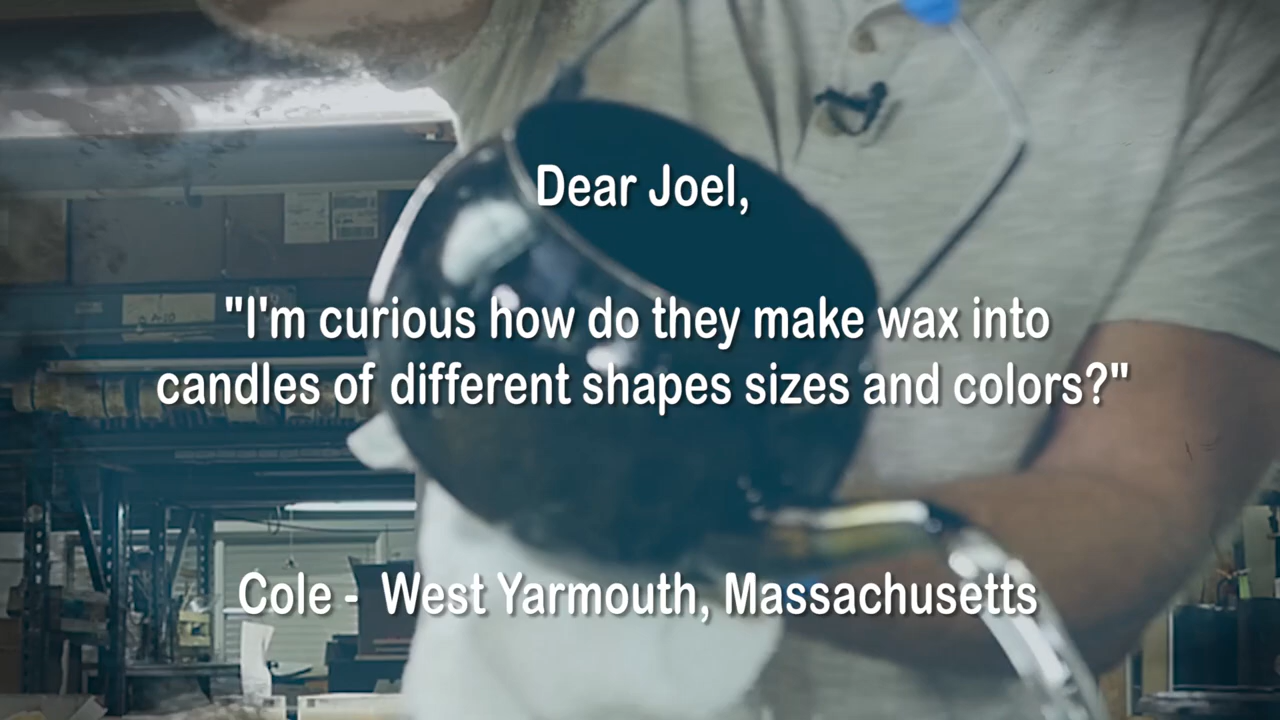 Dear Joel,
"I'm curious how do they make wax into
candles of different shapes sizes and colors?"
Cole -  West Yarmouth, Massachusetts